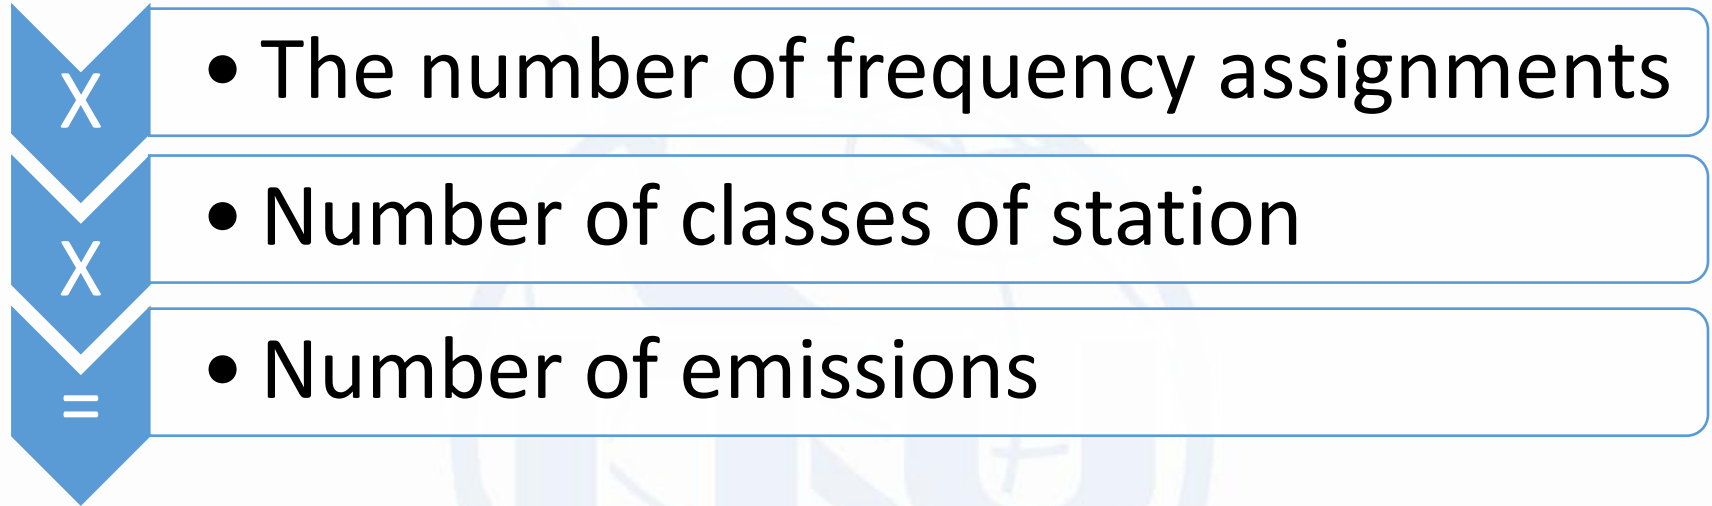 X
• The number of frequency assignments
X
• Number of classes of station
=
• Number of emissions